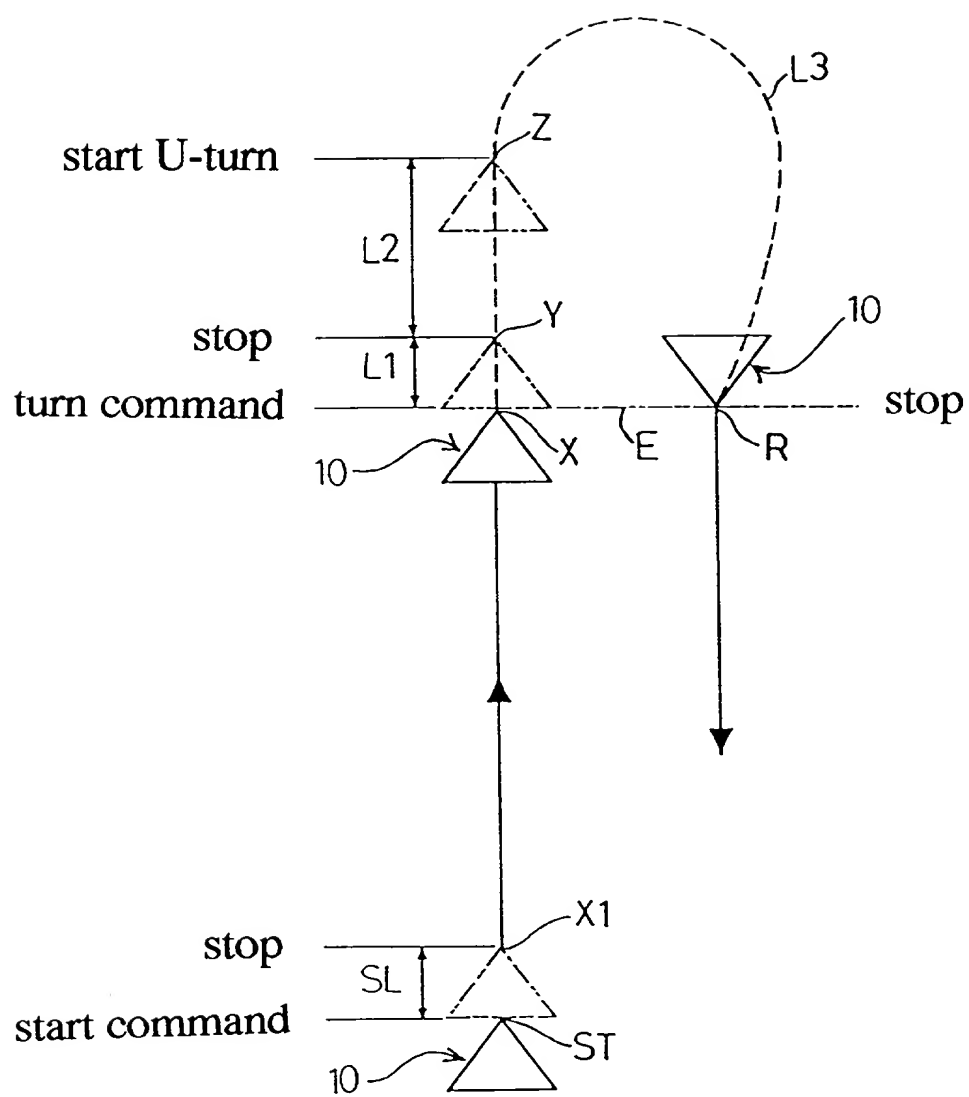 L3
Z
start U-turn
L2
Y
10
stop
L1
turn command
stop
E
X
R
10
X1
stop
SL
start command
ST
10